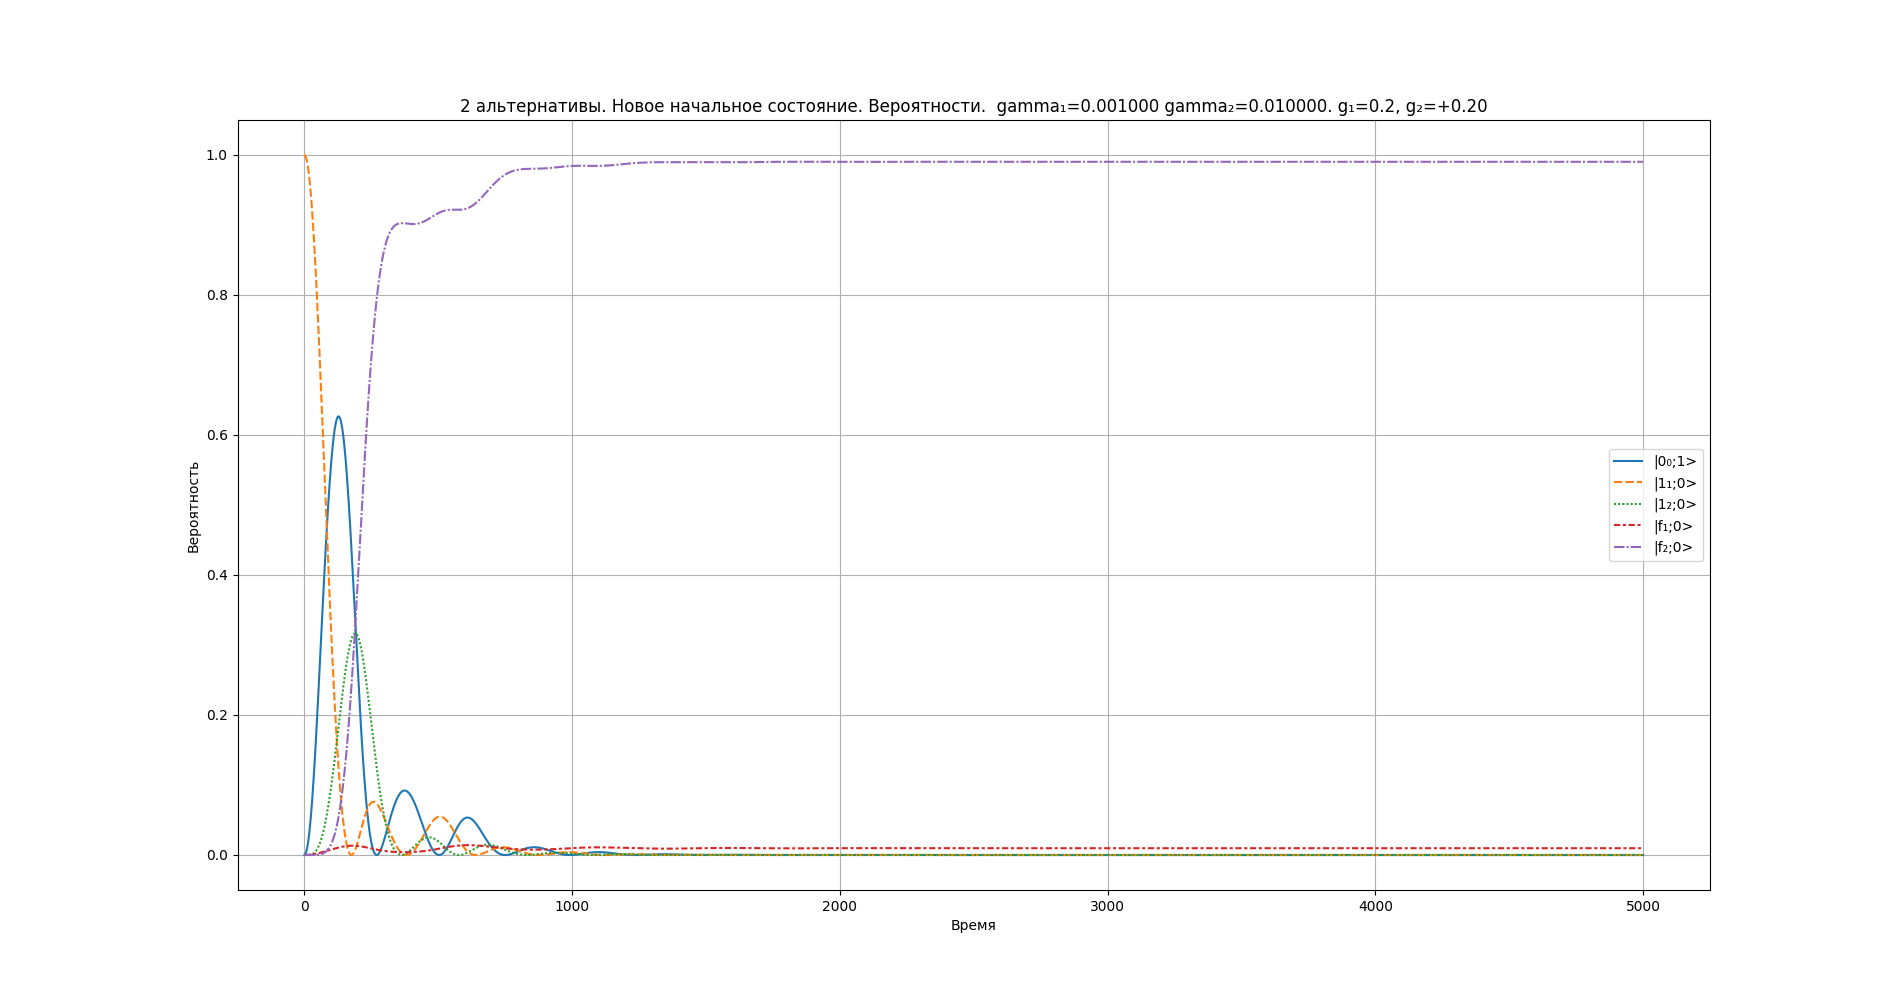 2 альтернативы. Новое начальное состояние. Вероятности.  gamma₁=0.001000 gamma₂=0.010000. g₁=0.2, g₂=+0.20
1.0
0.8
0.6
0.4
0.2
0.0
Вероятность
0 1000 2000 3000 4000 5000
Время
|0₀;1>
|1₁;0>
|1₂;0>
|f₁;0>
|f₂;0>